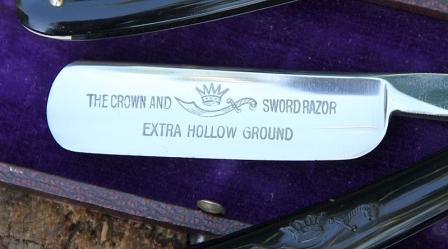 THE CROWN AND SWORD RAZOR
EXTRA HOLLOW GROUND